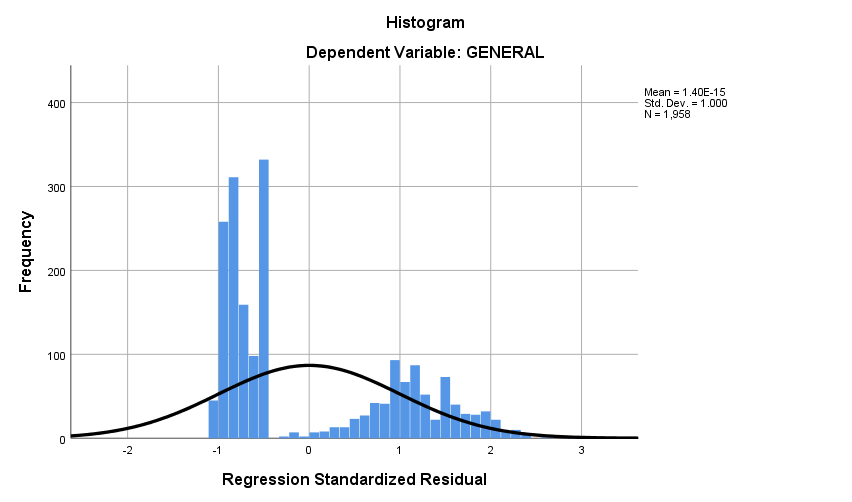 Histogram
Dependent Variable: GENERAL
Mean = 1.40E-15
Std. Dev. = 1.000
N = 1,958
400
300
200
100
0
Frequency
-2
-1
0
1
2
3
Regression Standardized Residual